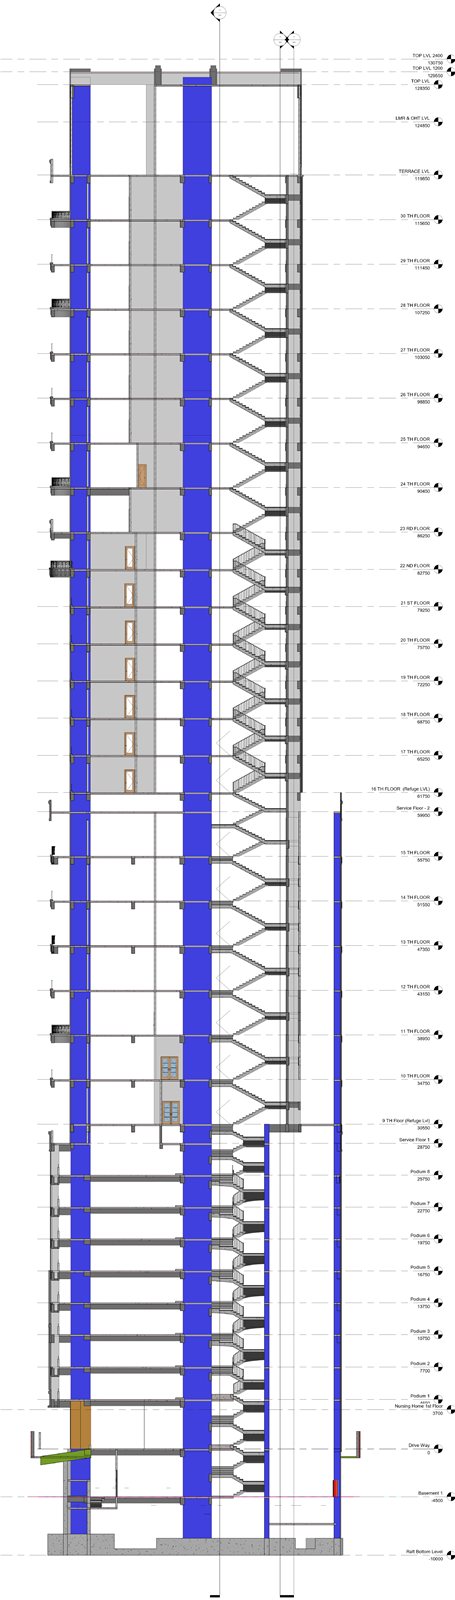 TOP LVL 2400
130750
TOP LVL 1200
129550
TOP LVL
128350
LMR & OHT LVL
124850
TERRACE LVL
119850
30 TH FLOOR
115650
29 TH FLOOR
111450
28 TH FLOOR
107250
27 TH FLOOR
103050
26 TH FLOOR
98850
25 TH FLOOR
94650
24 TH FLOOR
90450
23 RD FLOOR
86250
22 ND FLOOR
82750
21 ST FLOOR
79250
20 TH FLOOR
75750
19 TH FLOOR
72250
18 TH FLOOR
68750
17 TH FLOOR
65250
16 TH FLOOR (Refuge LVL)
61750
Service Floor - 2
59950
15 TH FLOOR
55750
14 TH FLOOR
51550
13 TH FLOOR
47350
12 TH FLOOR
43150
11 TH FLOOR
38950
10 TH FLOOR
34750
9 TH Floor (Refuge Lvl)
30550
Service Floor 1
28750
Podium 8
25750
Podium 7
22750
Podium 6
19750
Podium 5
16750
Podium 4
13750
Podium 3
10750
Podium 2
7700
Podium 1
Nursing Home 1st Floor
3700
Drive Way
0
Basement 1
-4500
Raft Bottom Level
-10000